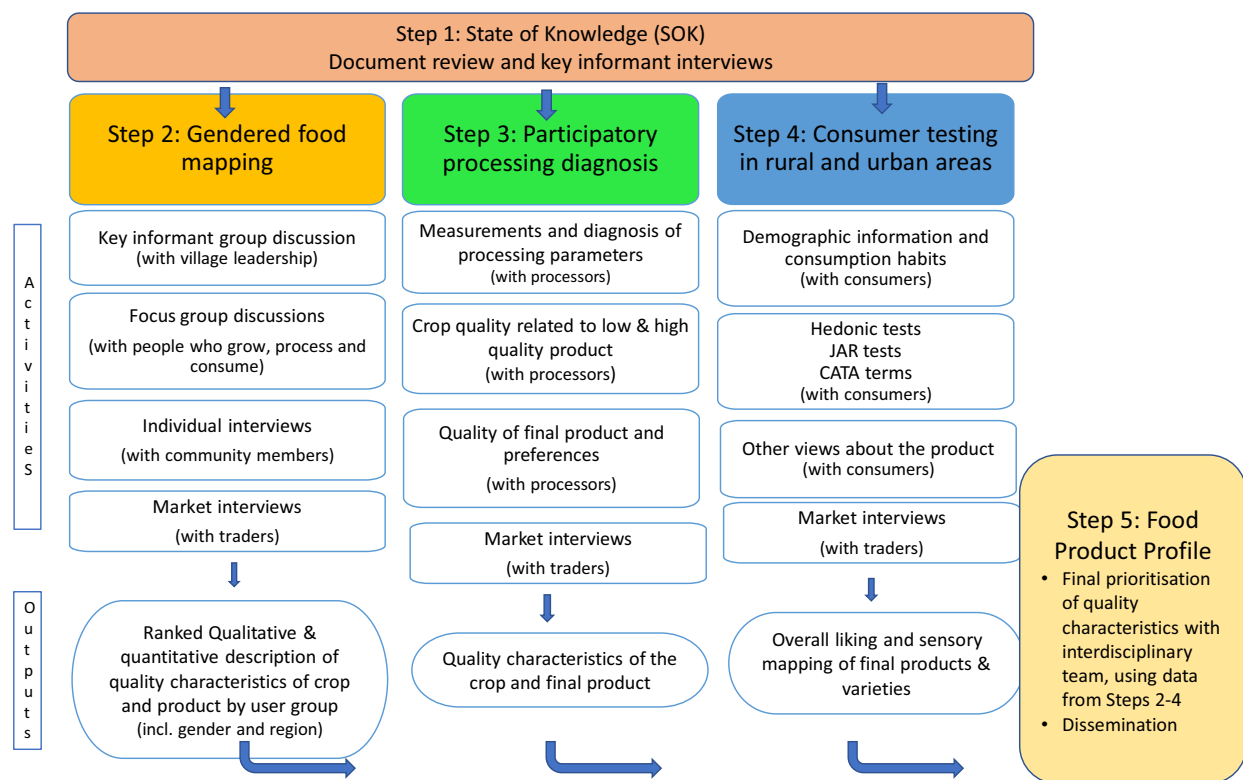 Step 1: State of Knowledge (SOK)
Document review and key informant interviews
Step 2: Gendered food
mapping
Step 3: Participatory
processing diagnosis
Step 4: Consumer testing
in rural and urban areas
ActivitieS
Key informant group discussion
(with village leadership)
Focus group discussions
(with people who grow, process and
consume)
Individual interviews
(with community members)
Market interviews
(with traders)
Measurements and diagnosis of
processing parameters
(with processors)
Crop quality related to low & high
quality product
(with processors)
Quality of final product and
preferences
(with processors)
Market interviews
(with traders)
Demographic information and
consumption habits
(with consumers)
Hedonic tests
JAR tests
CATA terms
(with consumers)
Other views about the product
(with consumers)
Market interviews
(with traders)
Outputs
Ranked Qualitative &
quantitative description of
quality characteristics of crop
and product by user group
(incl. gender and region)
Quality characteristics of the
crop and final product
Overall liking and sensory
mapping of final products &
varieties
Step 5: Food
Product Profile
• Final prioritisation
of quality
characteristics with
interdisciplinary
team, using data
from Steps 2-4
• Dissemination